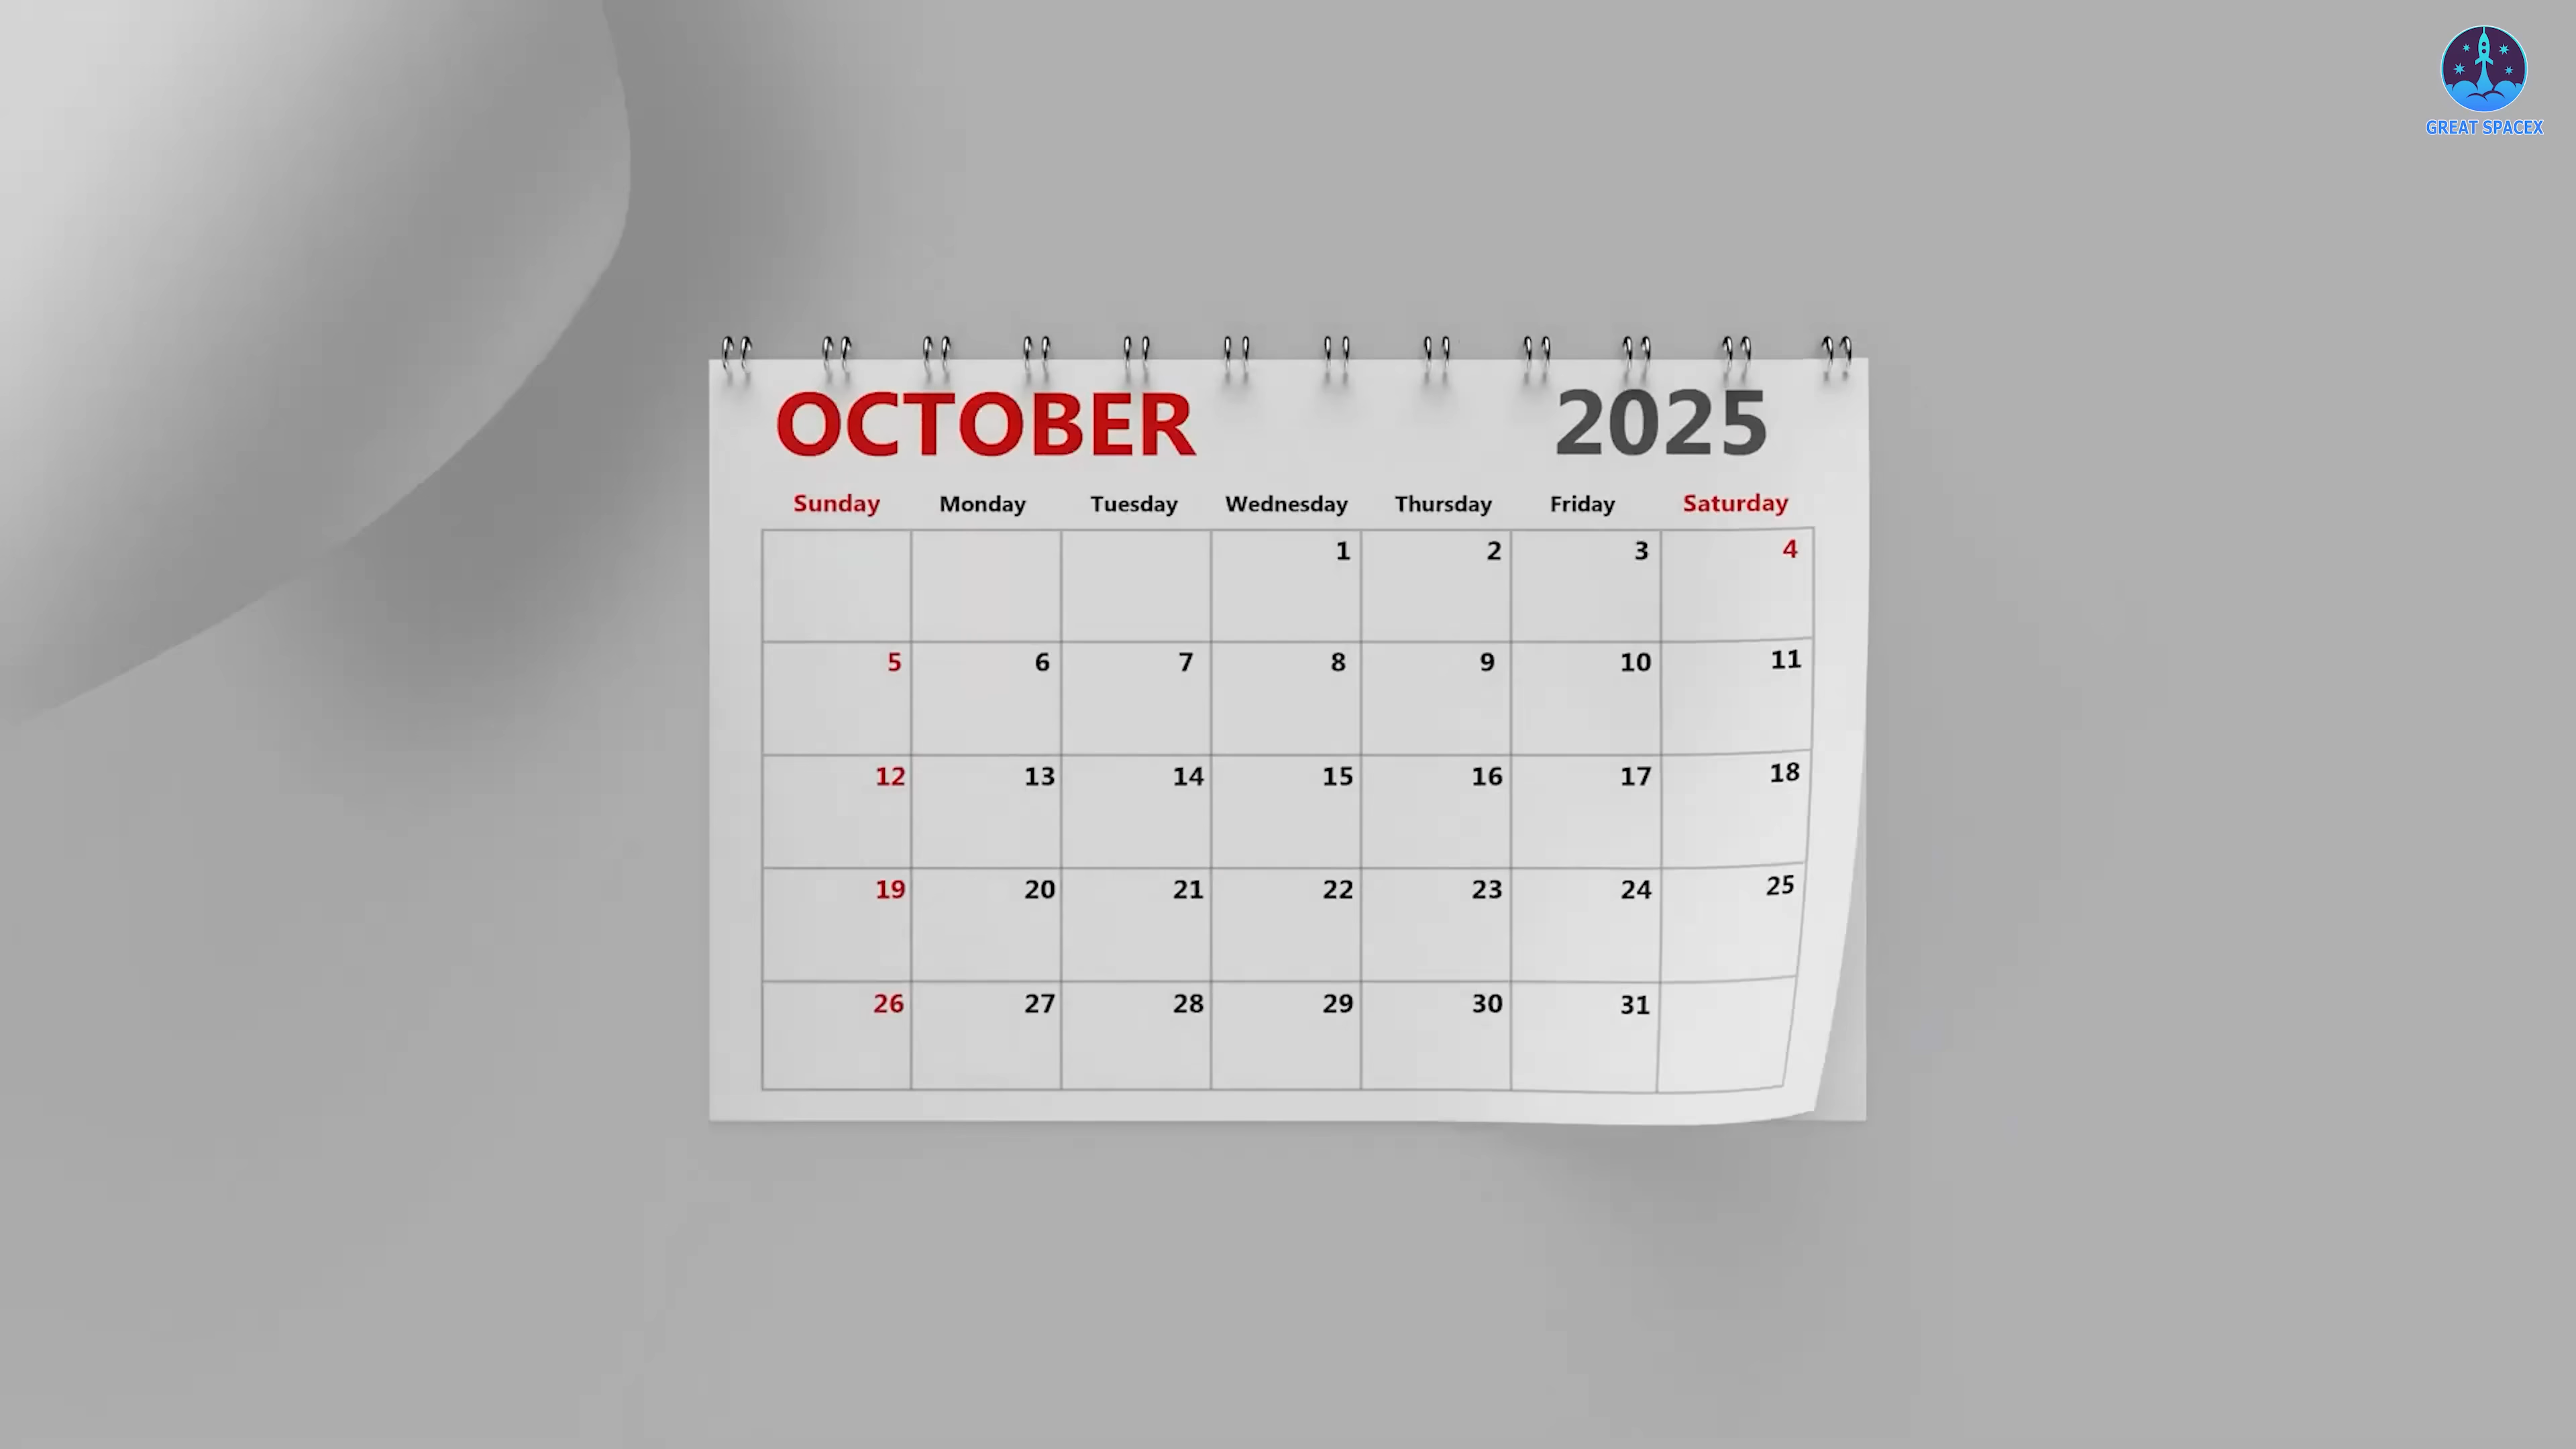 GREAT SPACEX
OCTOBER 2025
Sunday Monday Tuesday Wednesday Thursday Friday Saturday
1 2 3 4
5 6 7 8 9 10 11
12 13 14 15 16 17 18
19 20 21 22 23 24 25
26 27 28 29 30 31